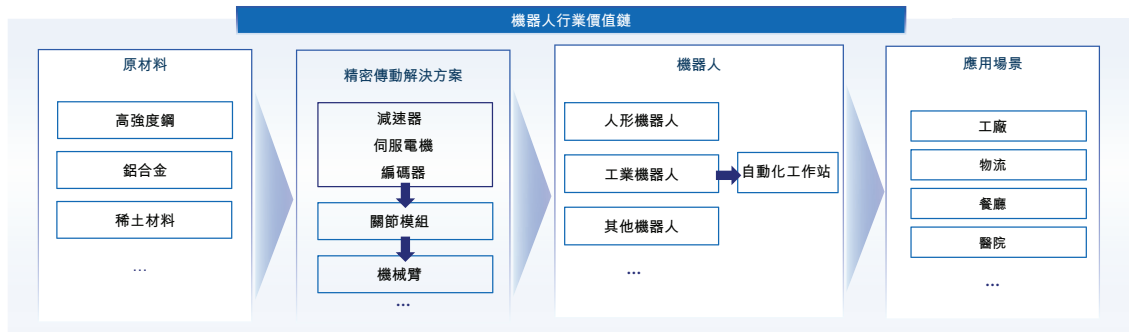 機器人行業價值鏈
原材料
高強度鋼
鋁合金
稀土材料
...
精密傳動解決方案
減速器
伺服電機
編碼器
關節模組
機械臂
...
機器人
人形機器人
工業機器人
自動化工作站
其他機器人
...
應用場景
工廠
物流
餐廳
醫院
...